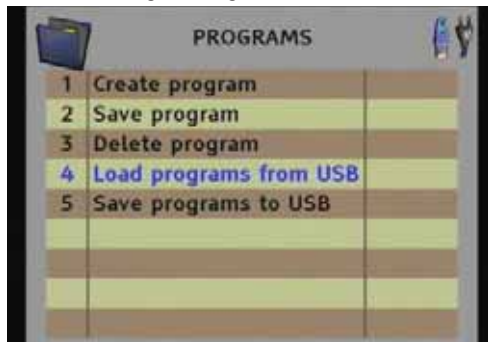 PROGRAMS
1 Create program
2 Save program
3 Delete program
4 Load programs from USB
5 Save programs to USB